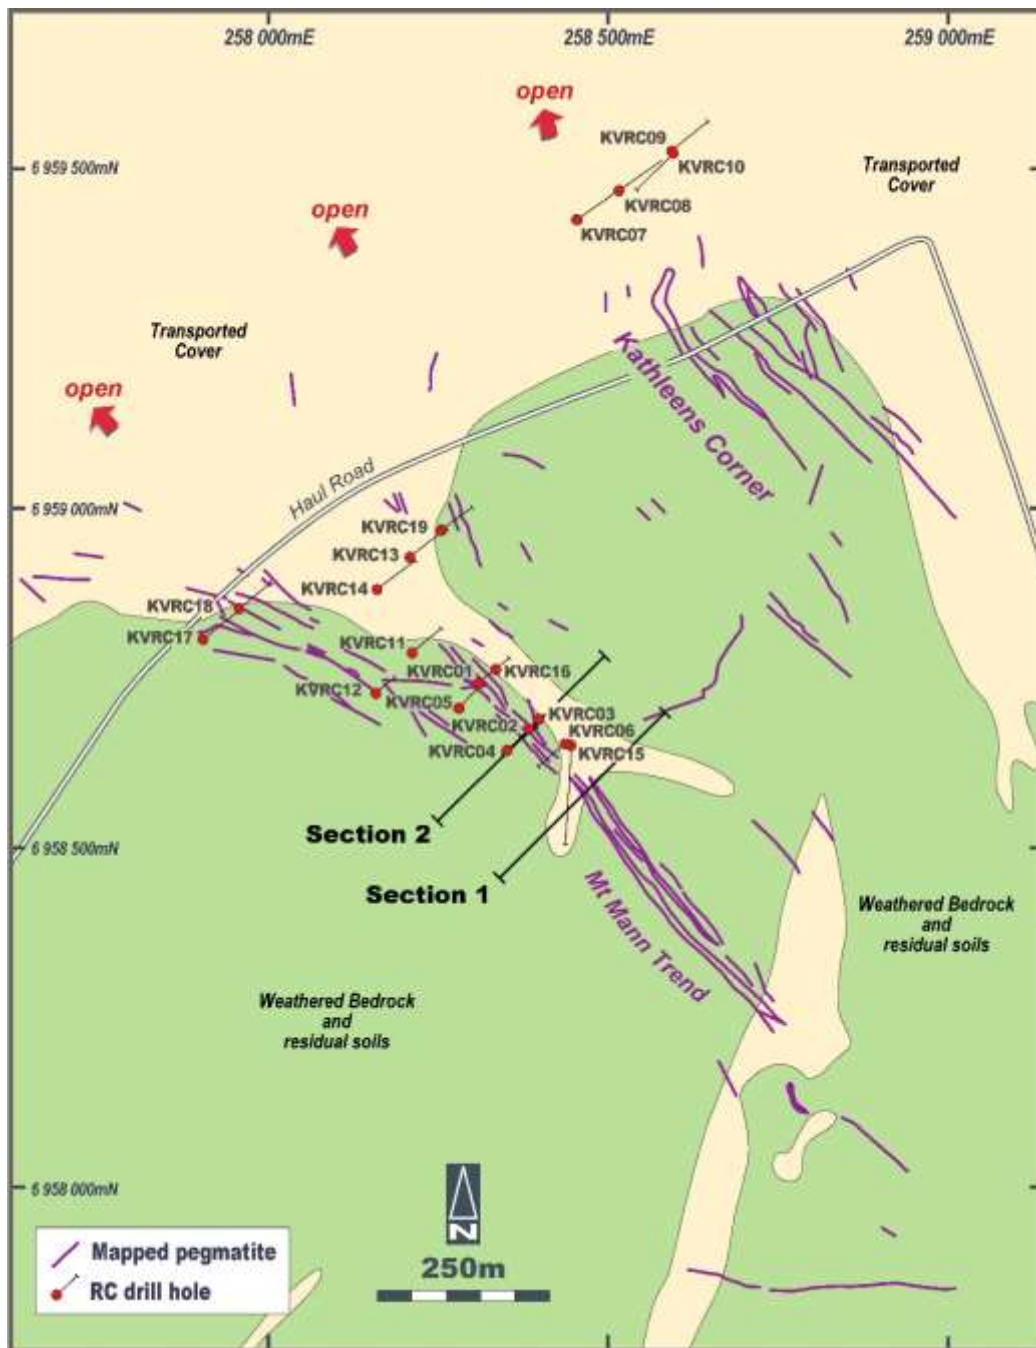 258 000mE
258 500mE
259 000mE
open
KVRC09
6 959 500mN
KVRC10
Transported
Cover
KVRC08
open
KVRC07
Transported
Cover
open
Kathleens Corner
Haul Road
6 959 000mN
KVRC19
KVRC13
KVRC14
KVRC18
KVRC17
KVRC11
KVRC01
KVRC16
KVRC12
KVRC05
KVRC03
KVRC02
KVRC06
KVRC04
KVRC15
Section 2
6 958 500mN
Section 1
Mt Mann Trend
Weathered Bedrock
and
residual soils
Weathered Bedrock
and
residual soils
6 958 000mN
N
Mapped pegmatite
250m
RC drill hole